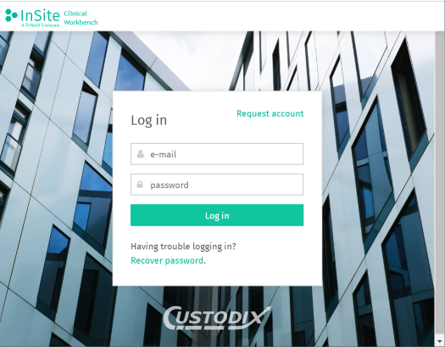 InSite Clinical
Workbench
A TriNetX Company
Log in
Request account
e-mail
password
Log in
Having trouble logging in?
Recover password.
CUSTODIX